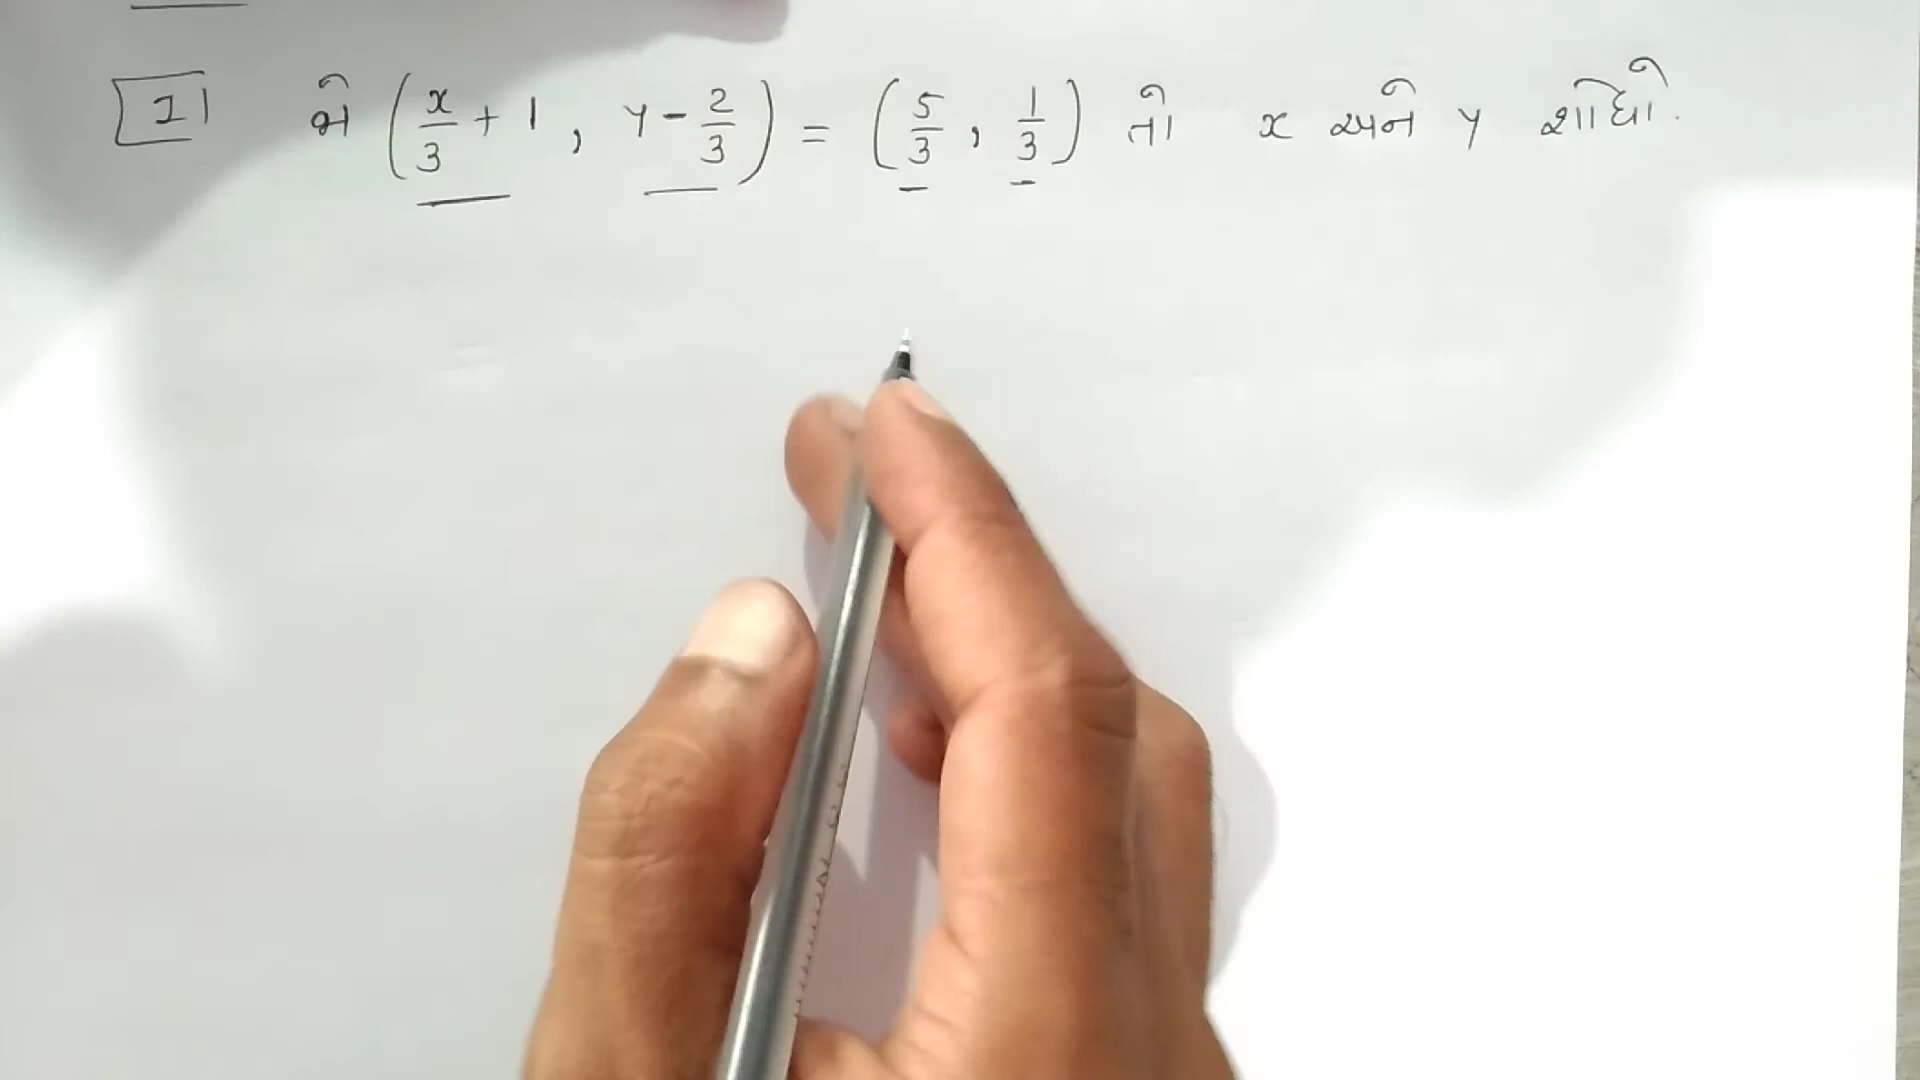 1| જો (x/3 + 1, y - 2/3) = (5/3, 1/3) તો x અને y શોધો.